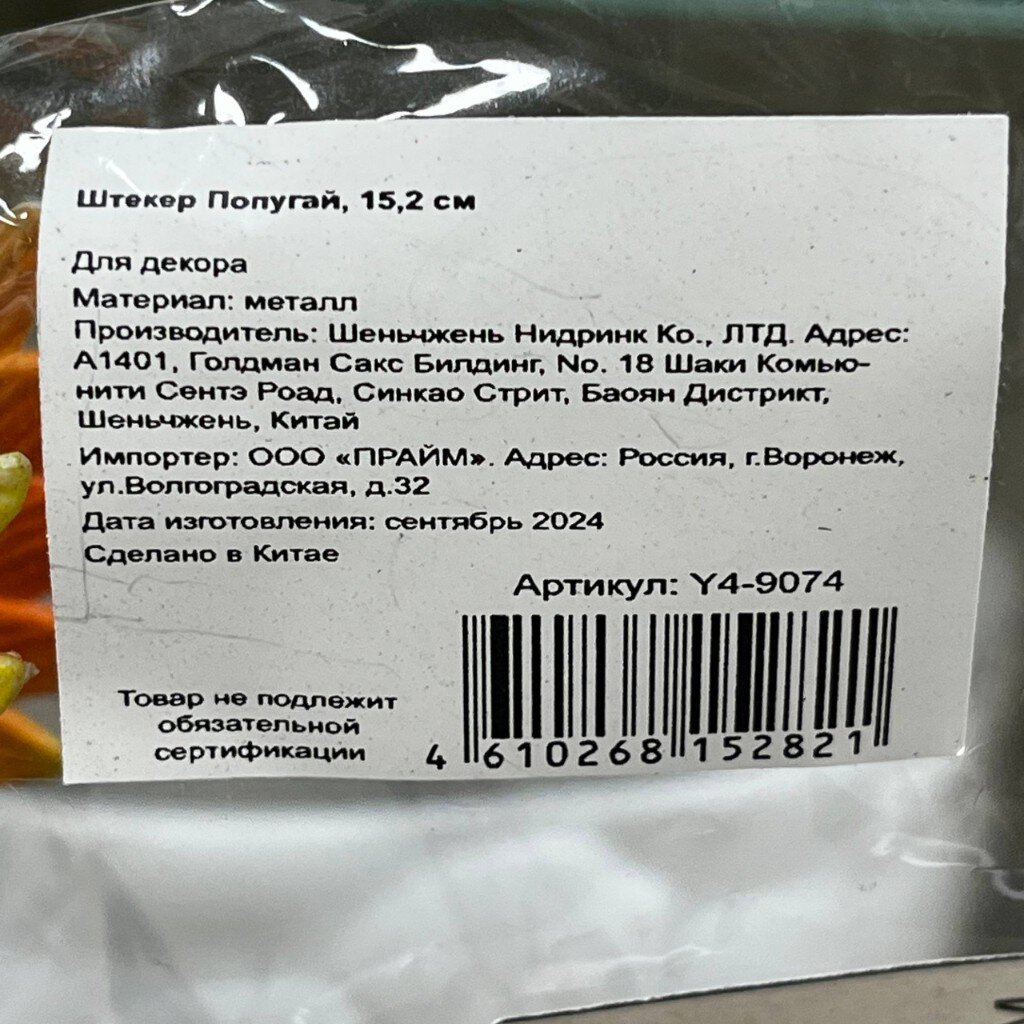 Штекер Попугай, 15,2 см
Для декора
Материал: металл
Производитель: Шеньчжень Нидринк Ко., ЛТД. Адрес:
А1401, Голдман Сакс Билдинг, No. 18 Шаки Комью-
нити Сентэ Роад, Синкао Стрит, Баоян Дистрикт,
Шеньчжень, Китай
Импортер: ООО «ПРАЙМ». Адрес: Россия, г.Воронеж,
ул.Волгоградская, д.32
Дата изготовления: сентябрь 2024
Сделано в Китае
Артикул: Y4-9074
Товар не подлежит
обязательной
сертификации
4 610268 152821